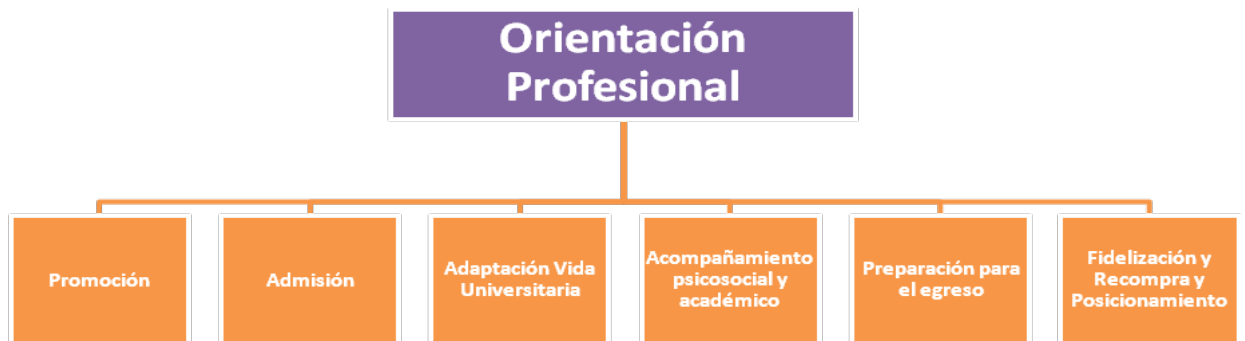 Orientación
Profesional
Promoción
Admisión
Adaptación Vida
Universitaria
Acompañamiento
psicosocial y
académico
Preparación para
el egreso
Fidelización y
Recompra y
Posicionamiento